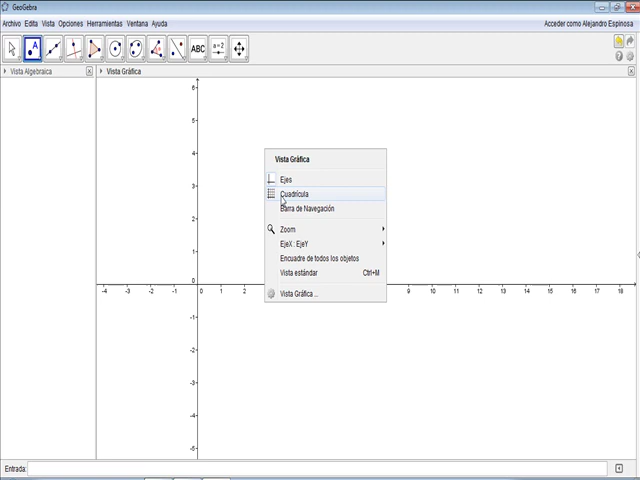 GeoGebra
Archivo Edita Vista Opciones Herramientas Ventana Ayuda Acceder como Alejandro Espinosa
A ABC a=2
Vista Algebraica Vista Gráfica
6
5
4
3
2
1
0
-4 -3 -2 -1 0 1 2 9 10 11 12 13 14 15 16 17 18
-1
-2
-3
-4
-5
Vista Gráfica
Ejes
Cuadrícula
Barra de Navegación
Zoom
EjeX : EjeY
Encuadre de todos los objetos
Vista estándar Ctrl+M
Vista Gráfica ...
Entrada: